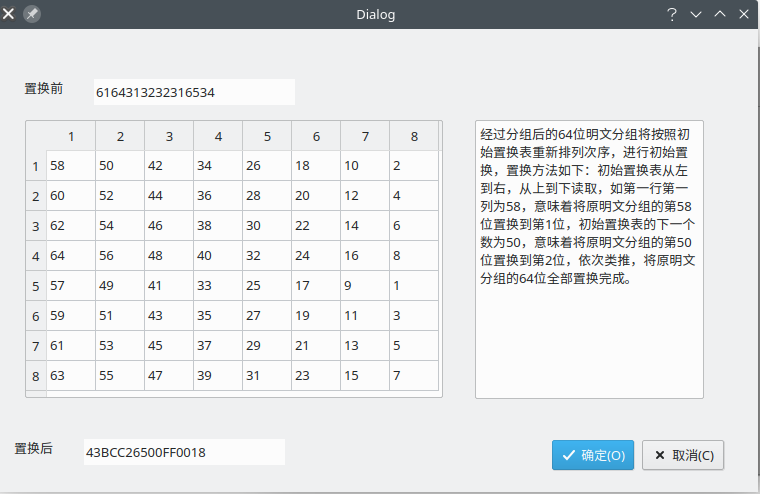 Dialog
置换前
6164313232316534
1 2 3 4 5 6 7 8
1 58 50 42 34 26 18 10 2
2 60 52 44 36 28 20 12 4
3 62 54 46 38 30 22 14 6
4 64 56 48 40 32 24 16 8
5 57 49 41 33 25 17 9 1
6 59 51 43 35 27 19 11 3
7 61 53 45 37 29 21 13 5
8 63 55 47 39 31 23 15 7
经过分组后的64位明文分组将按照初
始置换表重新排列次序，进行初始置
换，置换方法如下：初始置换表从左
到右，从上到下读取，如第一行第一
列为58，意味着将原明文分组的第58
位置换到第1位，初始置换表的下一个
数为50，意味着将原明文分组的第50
位置换到第2位，依次类推，将原明文
分组的64位全部置换完成。
置换后
43BCC26500FF0018
确定(O)
取消(C)